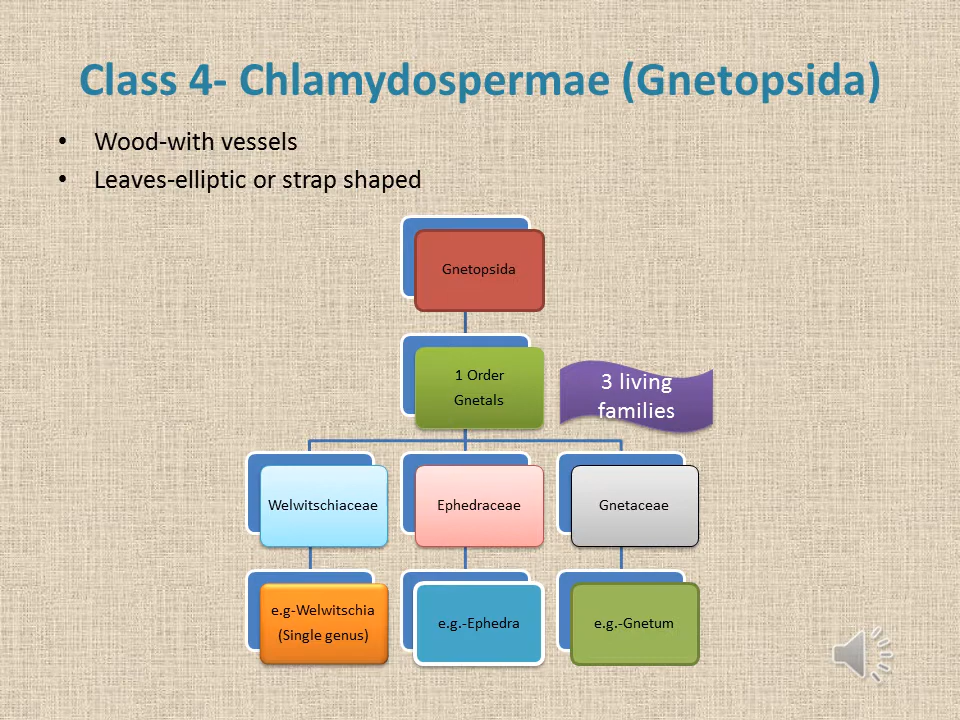 Class 4- Chlamydospermae (Gnetopsida)
• Wood-with vessels
• Leaves-elliptic or strap shaped
Gnetopsida
1 Order
Gnetals
3 living
families
Welwitschiaceae
Ephedraceae
Gnetaceae
e.g-Welwitschia
(Single genus)
e.g.-Ephedra
e.g.-Gnetum